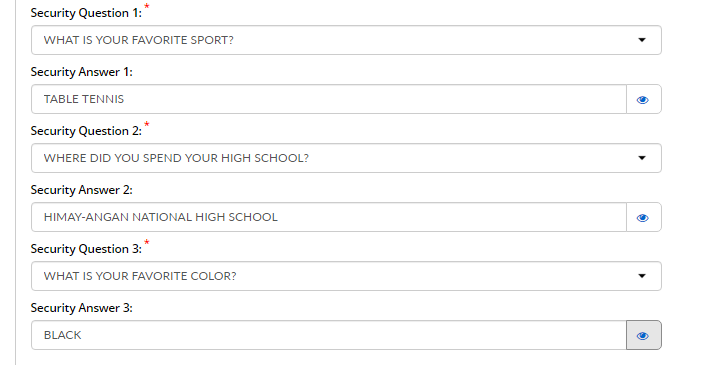 Security Question 1: *
WHAT IS YOUR FAVORITE SPORT?
Security Answer 1:
TABLE TENNIS
Security Question 2: *
WHERE DID YOU SPEND YOUR HIGH SCHOOL?
Security Answer 2:
HIMAY-ANGAN NATIONAL HIGH SCHOOL
Security Question 3: *
WHAT IS YOUR FAVORITE COLOR?
Security Answer 3:
BLACK